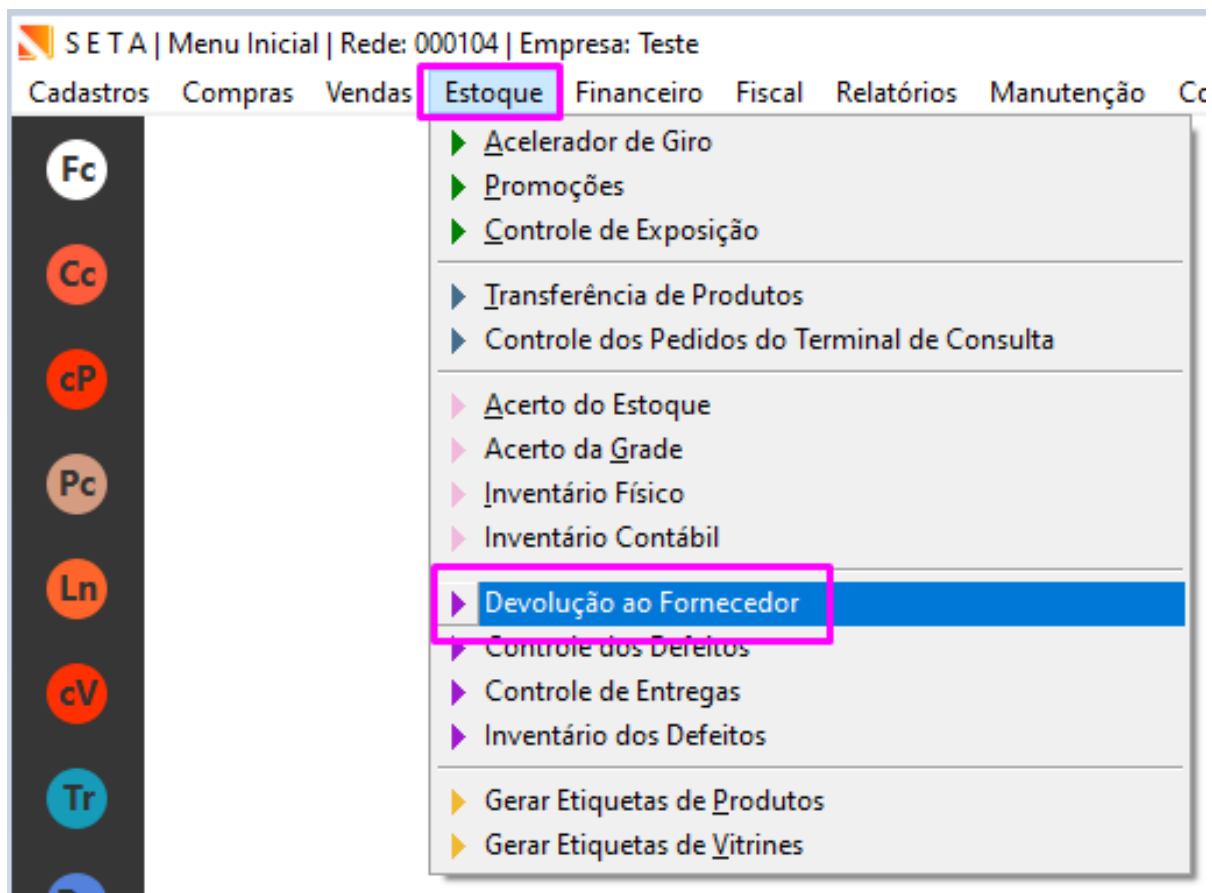 S E T A | Menu Inicial | Rede: 000104 | Empresa: Teste
Cadastros Compras Vendas Estoque Financeiro Fiscal Relatórios Manutenção
Fc
Cc
cP
Pc
Ln
cV
Tr
Acelerador de Giro
Promoções
Controle de Exposição
Transferência de Produtos
Controle dos Pedidos do Terminal de Consulta
Acerto do Estoque
Acerto da Grade
Inventário Físico
Inventário Contábil
Devolução ao Fornecedor
Controle dos Defeitos
Controle de Entregas
Inventário dos Defeitos
Gerar Etiquetas de Produtos
Gerar Etiquetas de Vitrines